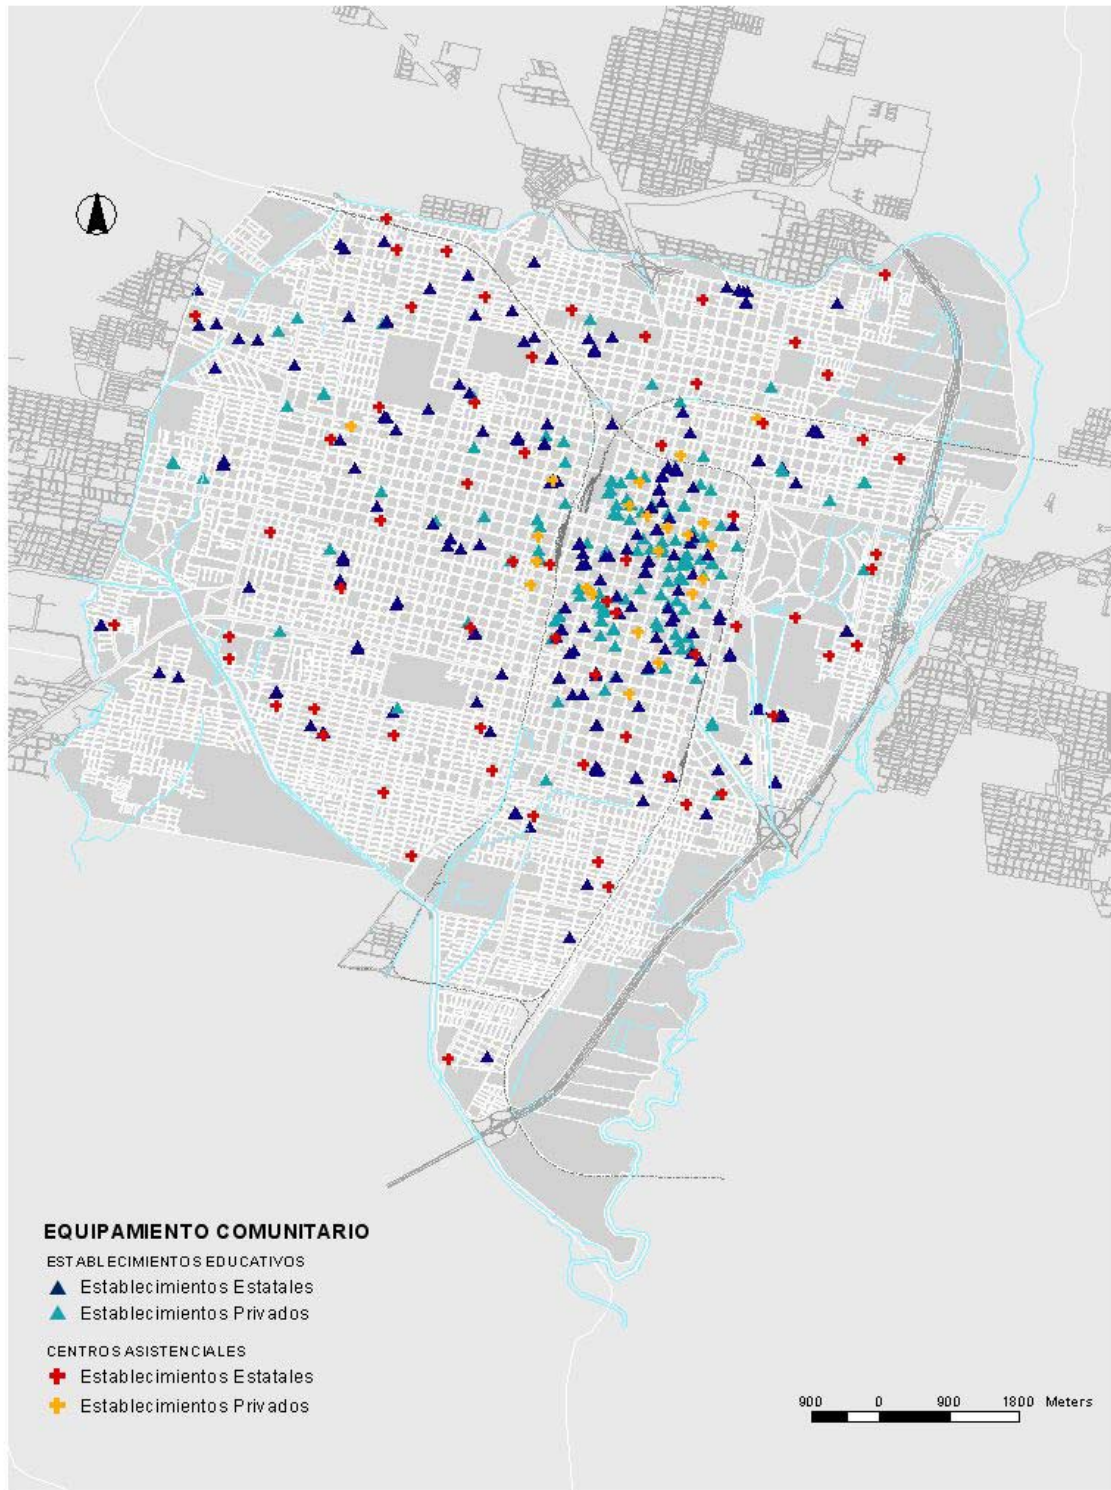 EQUIPAMIENTO COMUNITARIO
ESTABLECIMIENTOS EDUCATIVOS
Establecimientos Estatales
Establecimientos Privados
CENTROS ASISTENCIALES
Establecimientos Estatales
Establecimientos Privados
900 0 900 1800 Meters